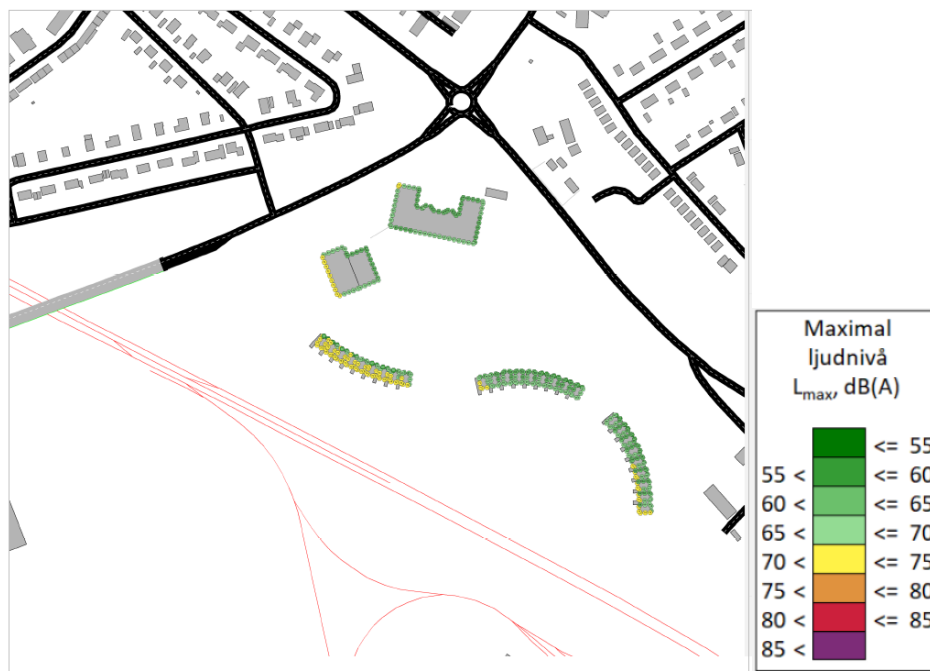 Maximal
ljudnivå
Lmax, dB(A)
<= 55
55 < <= 60
60 < <= 65
65 < <= 70
70 < <= 75
75 < <= 80
80 < <= 85
85 <